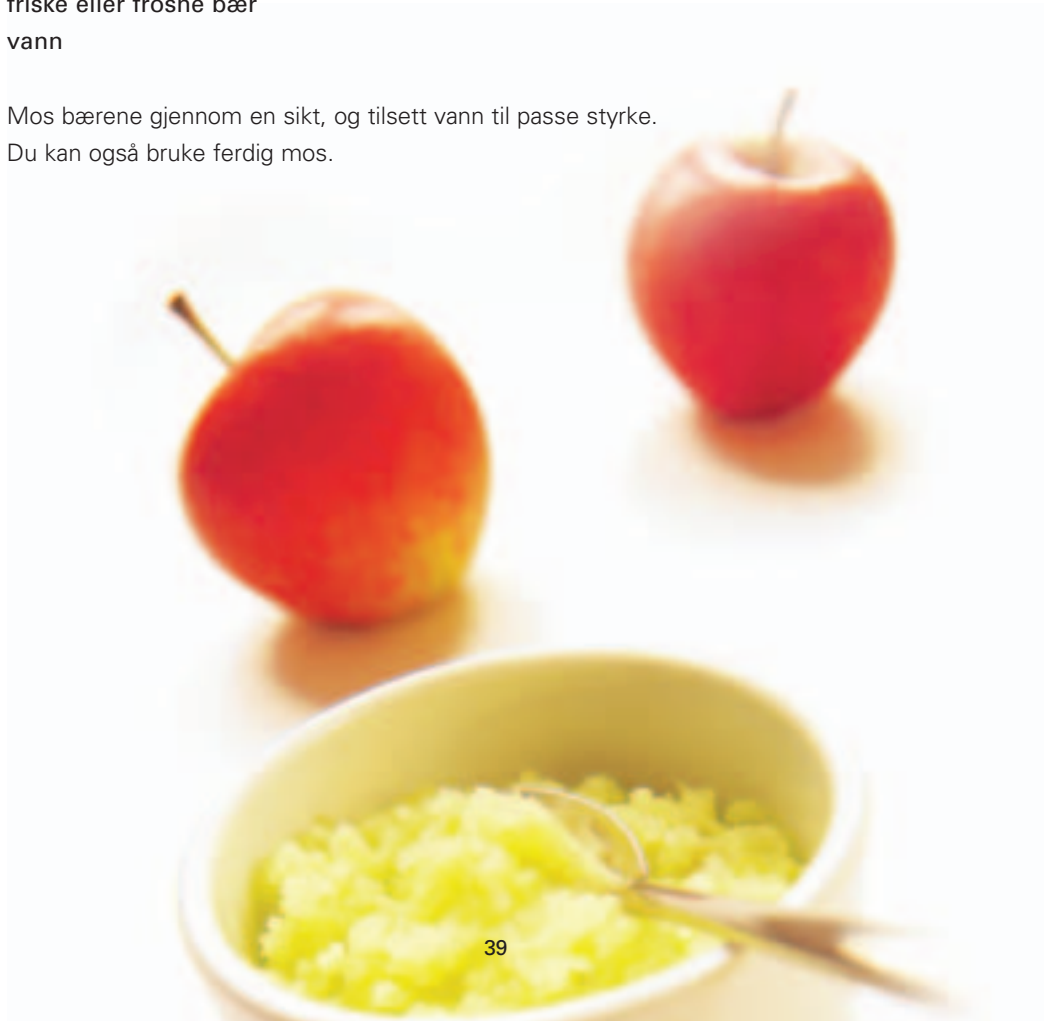 friske eller frosne bær
vann
Mos bærene gjennom en sikt, og tilsett vann til passe styrke.
Du kan også bruke ferdig mos.
39